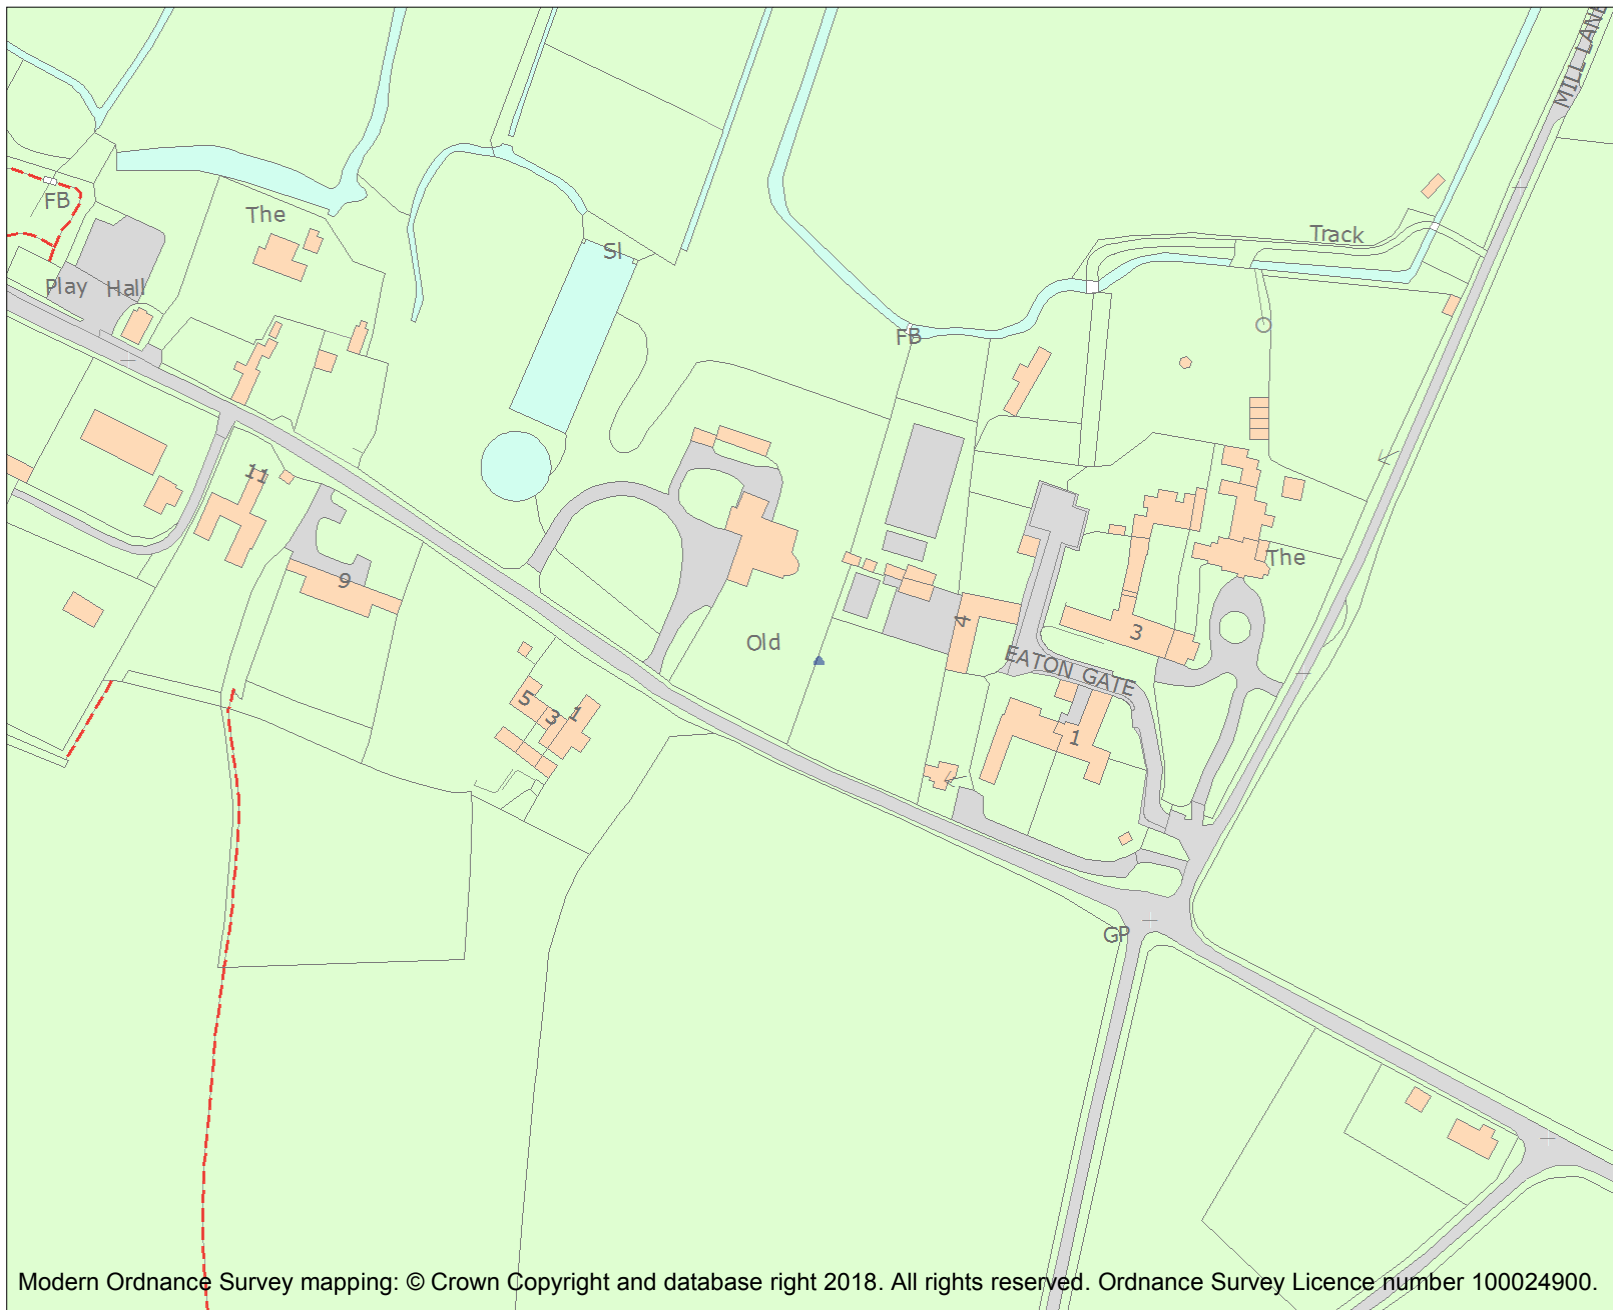 MILL LANE
FB
The
Track
Sl
Play
Hall
FB
11
The
9
4
3
Old
EATON GATE
5
3
1
1
GP
Modern Ordnance Survey mapping: © Crown Copyright and database right 2018. All rights reserved. Ordnance Survey Licence number 100024900.